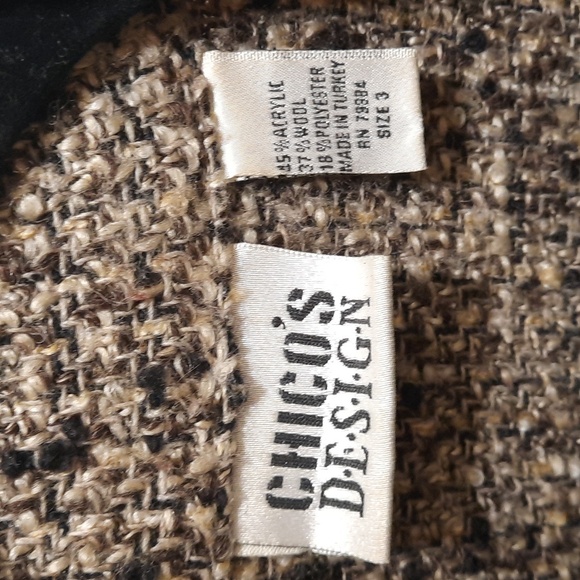 45% ACRYLIC
37% WOOL
18% POLYESTER
MADE IN TURKEY
RN 79984
SIZE 3
CHICO'S
D·E·S·I·G·N